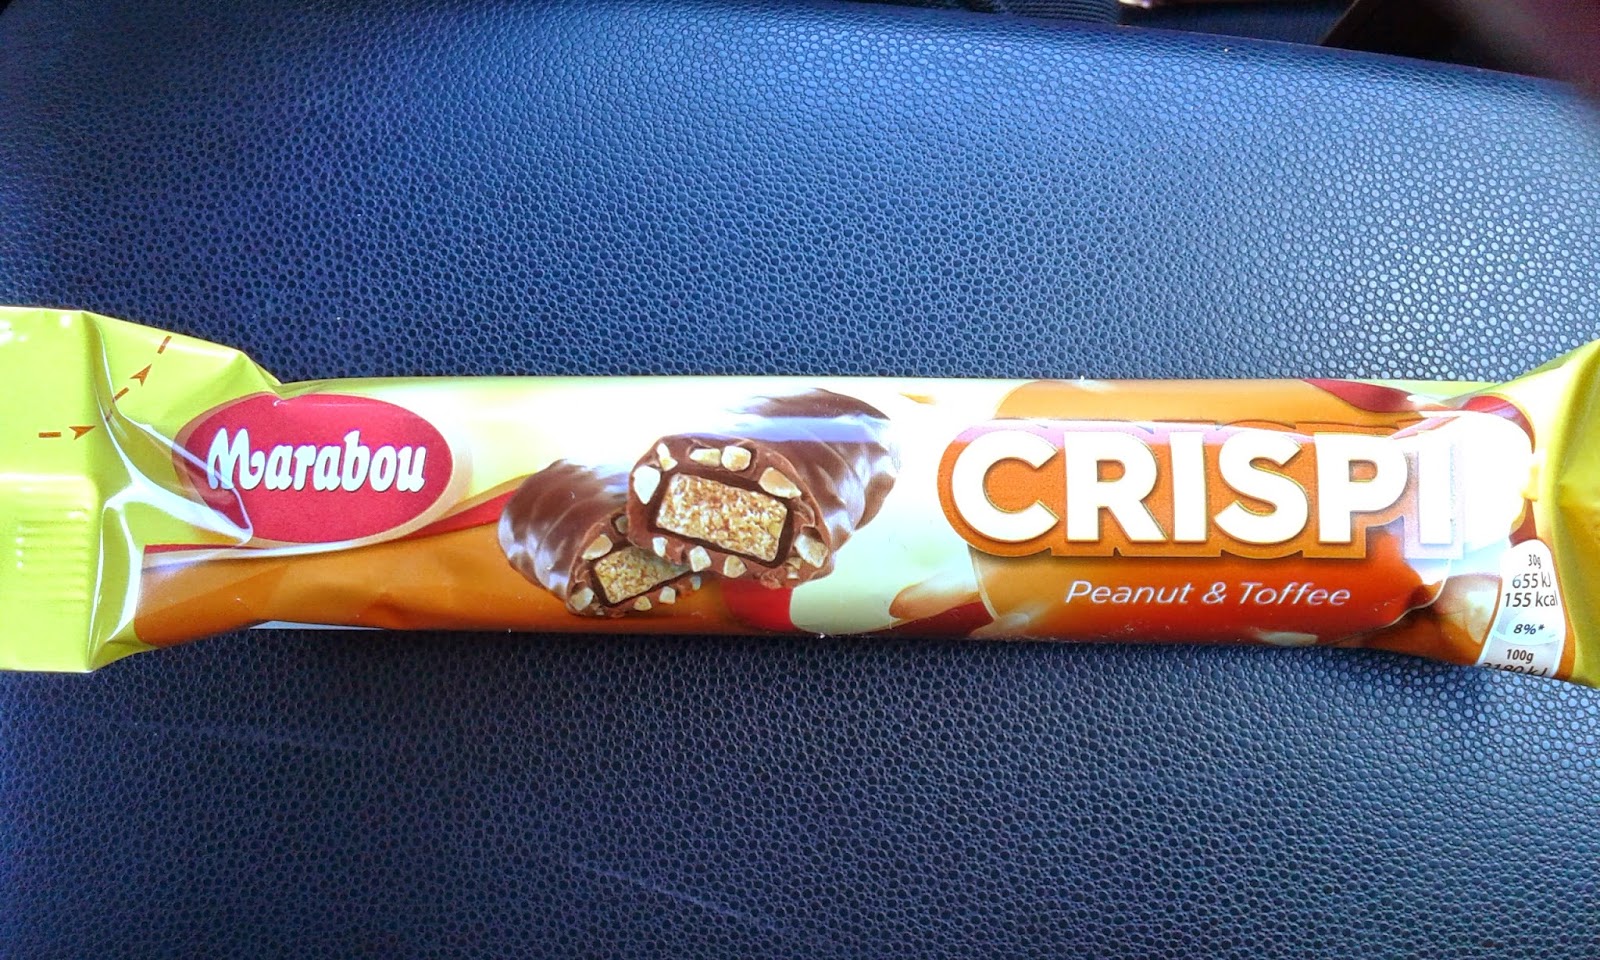 Marabou
CRISPI
Peanut & Toffee
30g
655 kJ
155 kcal
8%*
100g